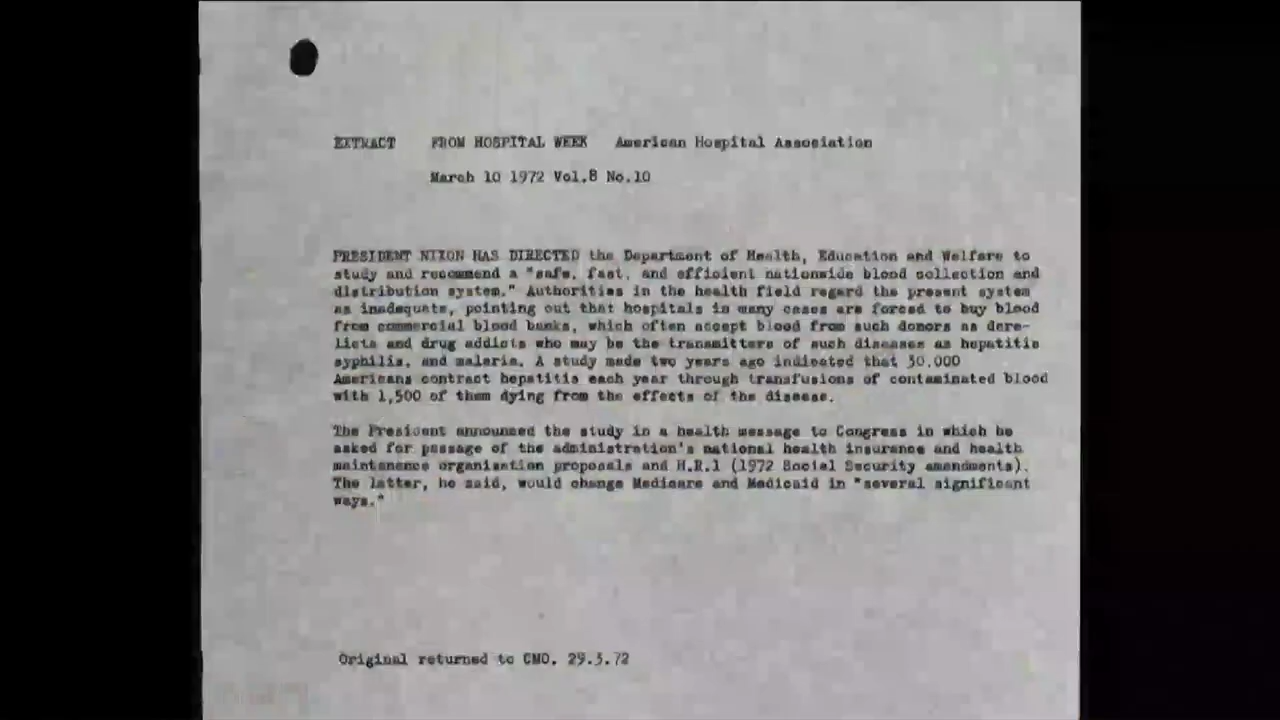 EXTRACT FROM HOSPITAL WEEK American Hospital Association
March 10 1972 Vol.8 No.10
PRESIDENT NIXON HAS DIRECTED the Department of Health, Education and Welfare to
study and recommend a "safe, fast, and efficient nationwide blood collection and
distribution system." Authorities in the health field regard the present system
as inadequate, pointing out that hospitals in many cases are forced to buy blood
from commercial blood banks, which often accept blood from such donors as dere-
licts and drug addicts who may be the transmitters of such diseases as hepatitis
syphilis, and malaria. A study made two years ago indicated that 30,000
Americans contract hepatitis each year through transfusions of contaminated blood
with 1,500 of them dying from the effects of the disease.
The President announced the study in a health message to Congress in which he
asked for passage of the administration's national health insurance and health
maintenance organisation proposals and H.R.1 (1972 Social Security amendments).
The latter, he said, would change Medicare and Medicaid in "several significant
ways."
Original returned to CMO. 29.3.72